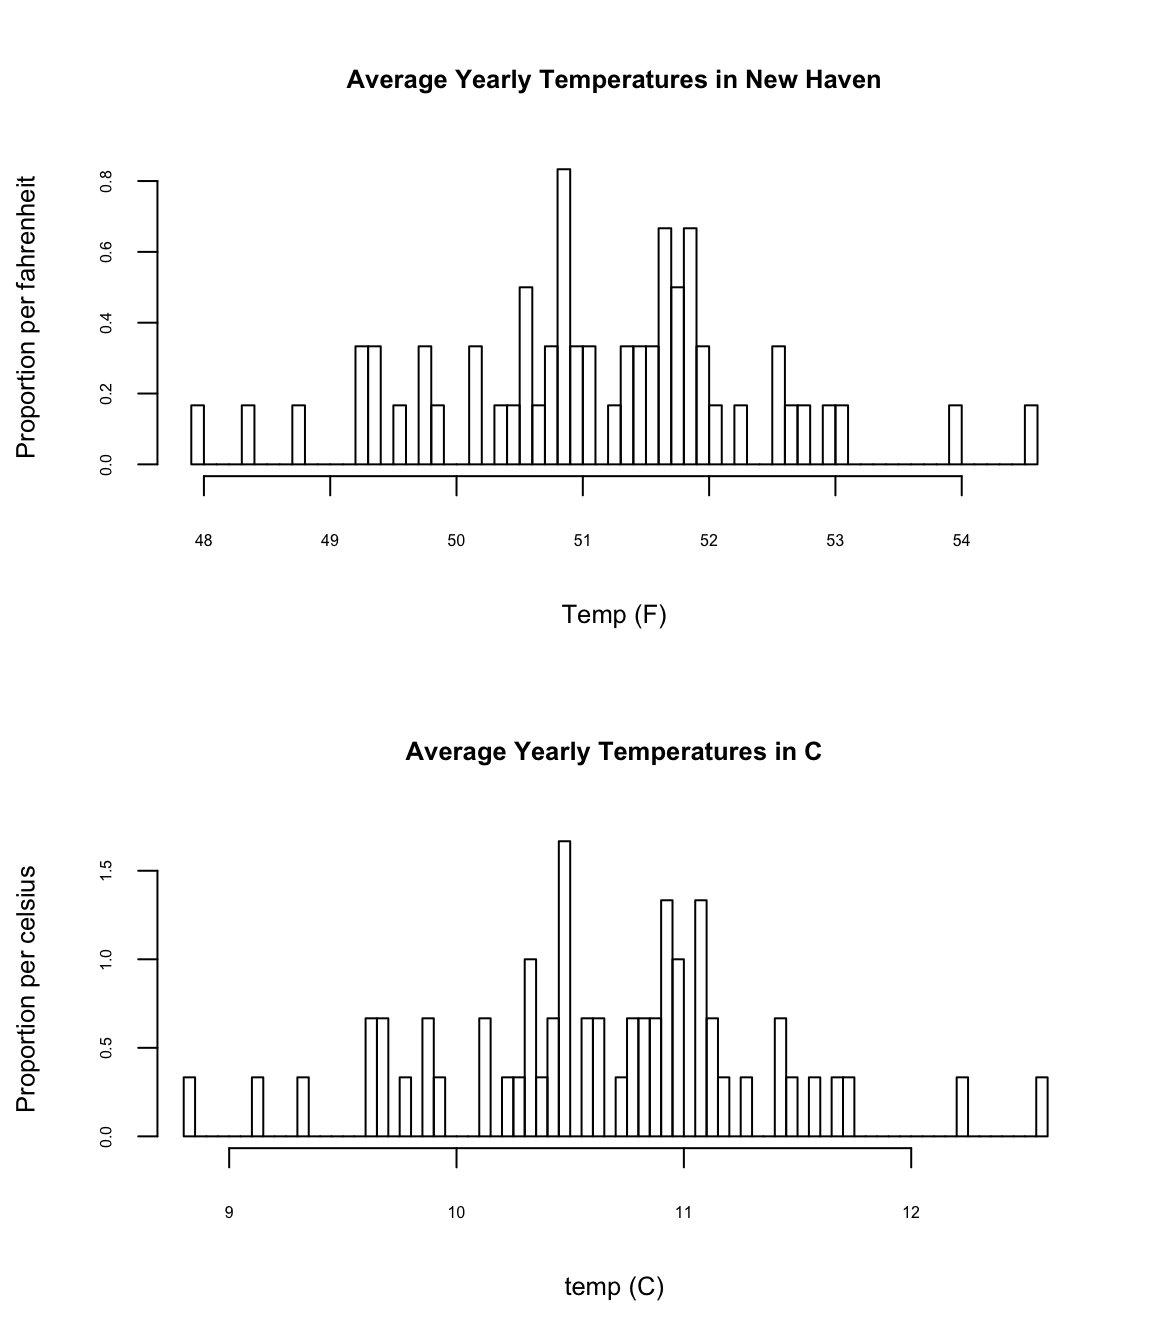 Average Yearly Temperatures in New Haven
Proportion per fahrenheit
0.8
0.6
0.4
0.2
0.0
48 49 50 51 52 53 54
Temp (F)
Average Yearly Temperatures in C
Proportion per celsius
1.5
1.0
0.5
0.0
9 10 11 12
temp (C)